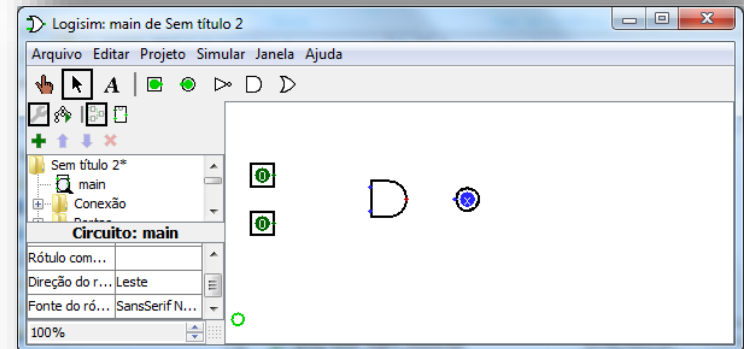 Logisim: main de Sem título 2
Arquivo Editar Projeto Simular Janela Ajuda
A
Sem título 2*
main
Conexão
Circuito: main
Rótulo com...
Direção do r... Leste
Fonte do ró... SansSerif N...
100%
0
0
x